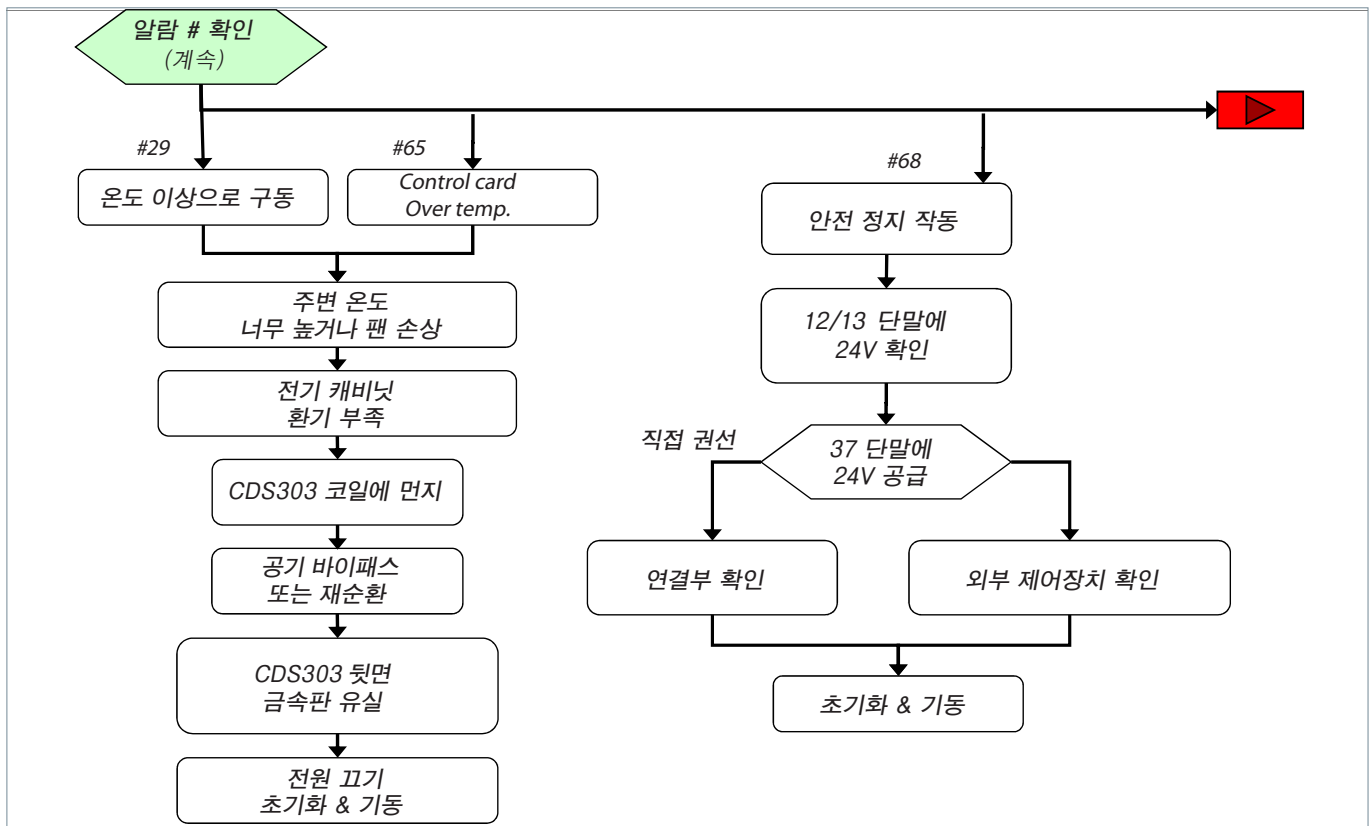 알람 # 확인
(계속)
#29
#65
#68
온도 이상으로 구동
Control card
Over temp.
안전 정지 작동
주변 온도
너무 높거나 팬 손상
12/13 단말에
24V 확인
전기 캐비닛
환기 부족
직접 권선
37 단말에
24V 공급
CDS303 코일에 먼지
공기 바이패스
또는 재순환
연결부 확인
외부 제어장치 확인
CDS303 뒷면
금속판 유실
초기화 & 기동
전원 끄기
초기화 & 기동